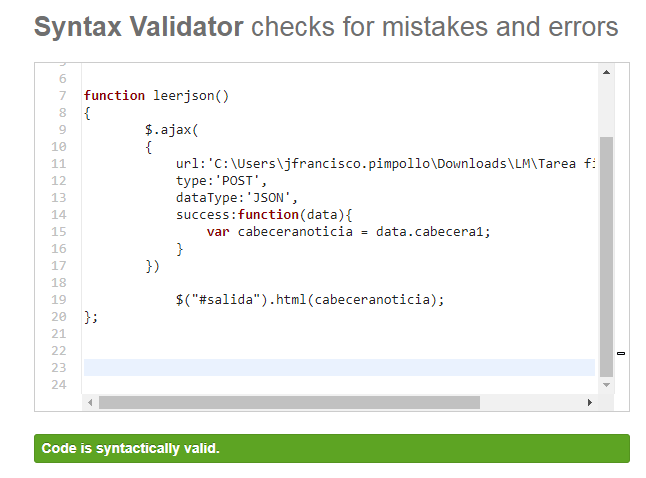 Syntax Validator checks for mistakes and errors
6
7 function leerjson()
8 {
9 $.ajax(
10 {
11 url:'C:\Users\jfrancisco.pimpollo\Downloads\LM\Tarea fi
12 type:'POST',
13 dataType:'JSON',
14 success:function(data){
15 var cabeceranoticia = data.cabecera1;
16 }
17 })
18
19 $("#salida").html(cabeceranoticia);
20 };
21
22
23
24
Code is syntactically valid.